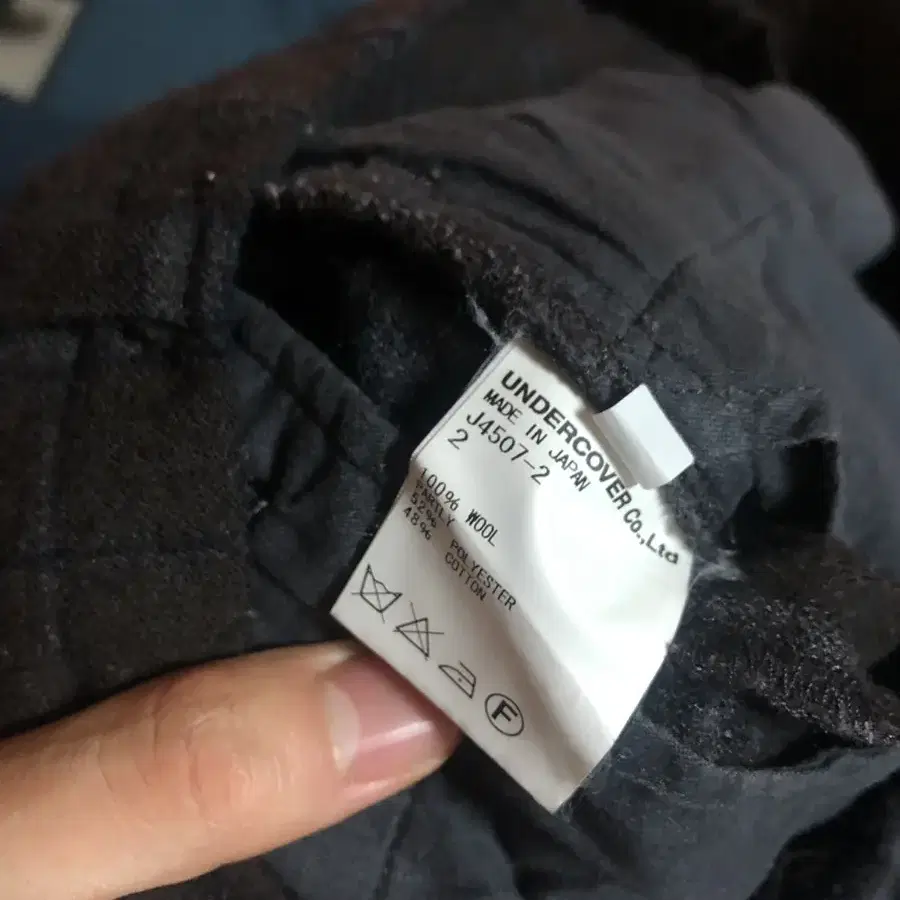 UNDERCOVER Co.,Ltd
MADE IN JAPAN
J4507-2
2
100% WOOL
PARTLY
52% POLYESTER
48% COTTON
F